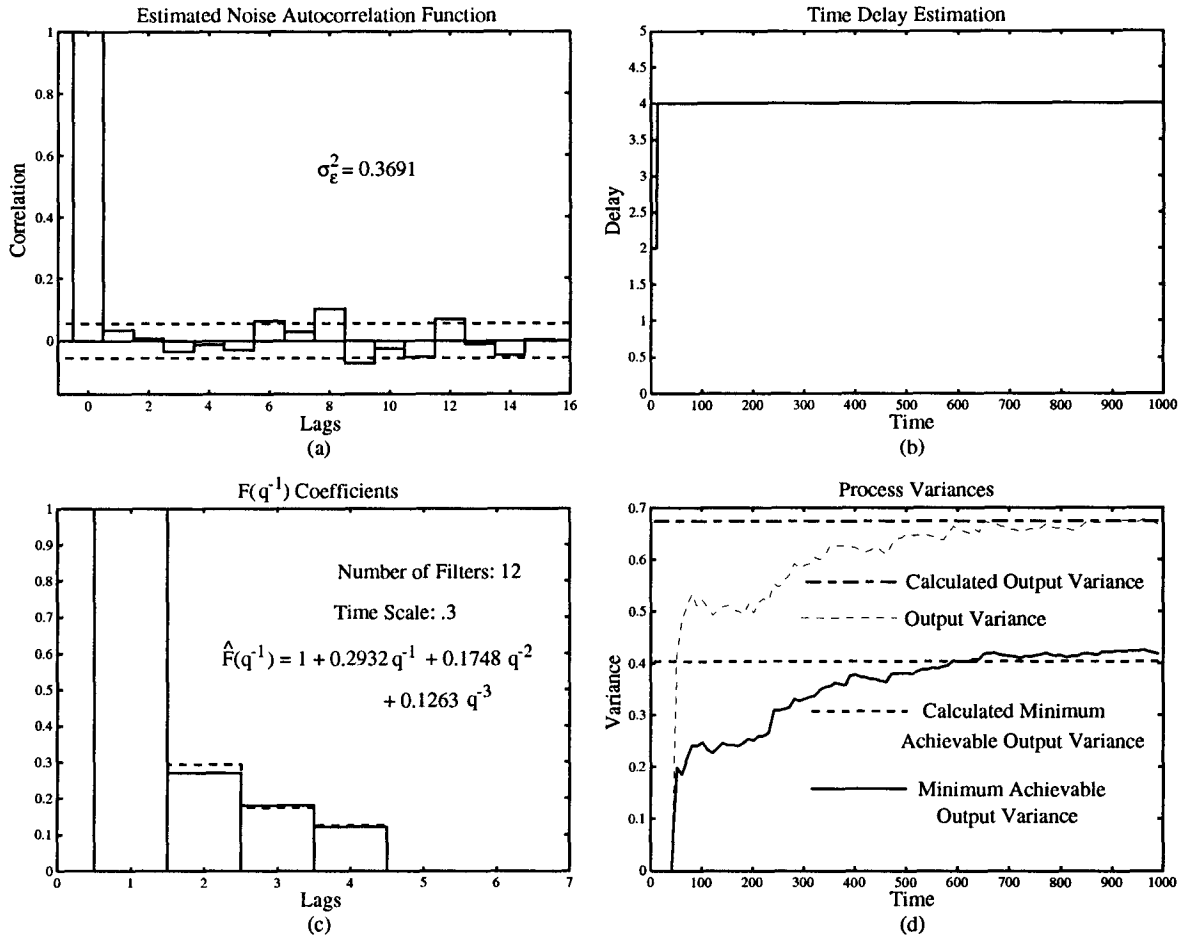 Estimated Noise Autocorrelation Function
1
0.8
0.6
0.4
0.2
0
Correlation
σ_ε^2 = 0.3691
0 2 4 6 8 10 12 14 16
Lags
(a)
Time Delay Estimation
5
4.5
4
3.5
3
2.5
2
1.5
1
0.5
0
Delay
0 100 200 300 400 500 600 700 800 900 1000
Time
(b)
F(q^-1) Coefficients
1
0.9
0.8
0.7
0.6
0.5
0.4
0.3
0.2
0.1
0
Number of Filters: 12
Time Scale: .3
F̂(q^-1) = 1 + 0.2932 q^-1 + 0.1748 q^-2
+ 0.1263 q^-3
0 1 2 3 4 5 6 7
Lags
(c)
Process Variances
0.7
0.6
0.5
0.4
0.3
0.2
0.1
0
Variance
Calculated Output Variance
Output Variance
Calculated Minimum
Achievable Output Variance
Minimum Achievable
Output Variance
0 100 200 300 400 500 600 700 800 900 1000
Time
(d)